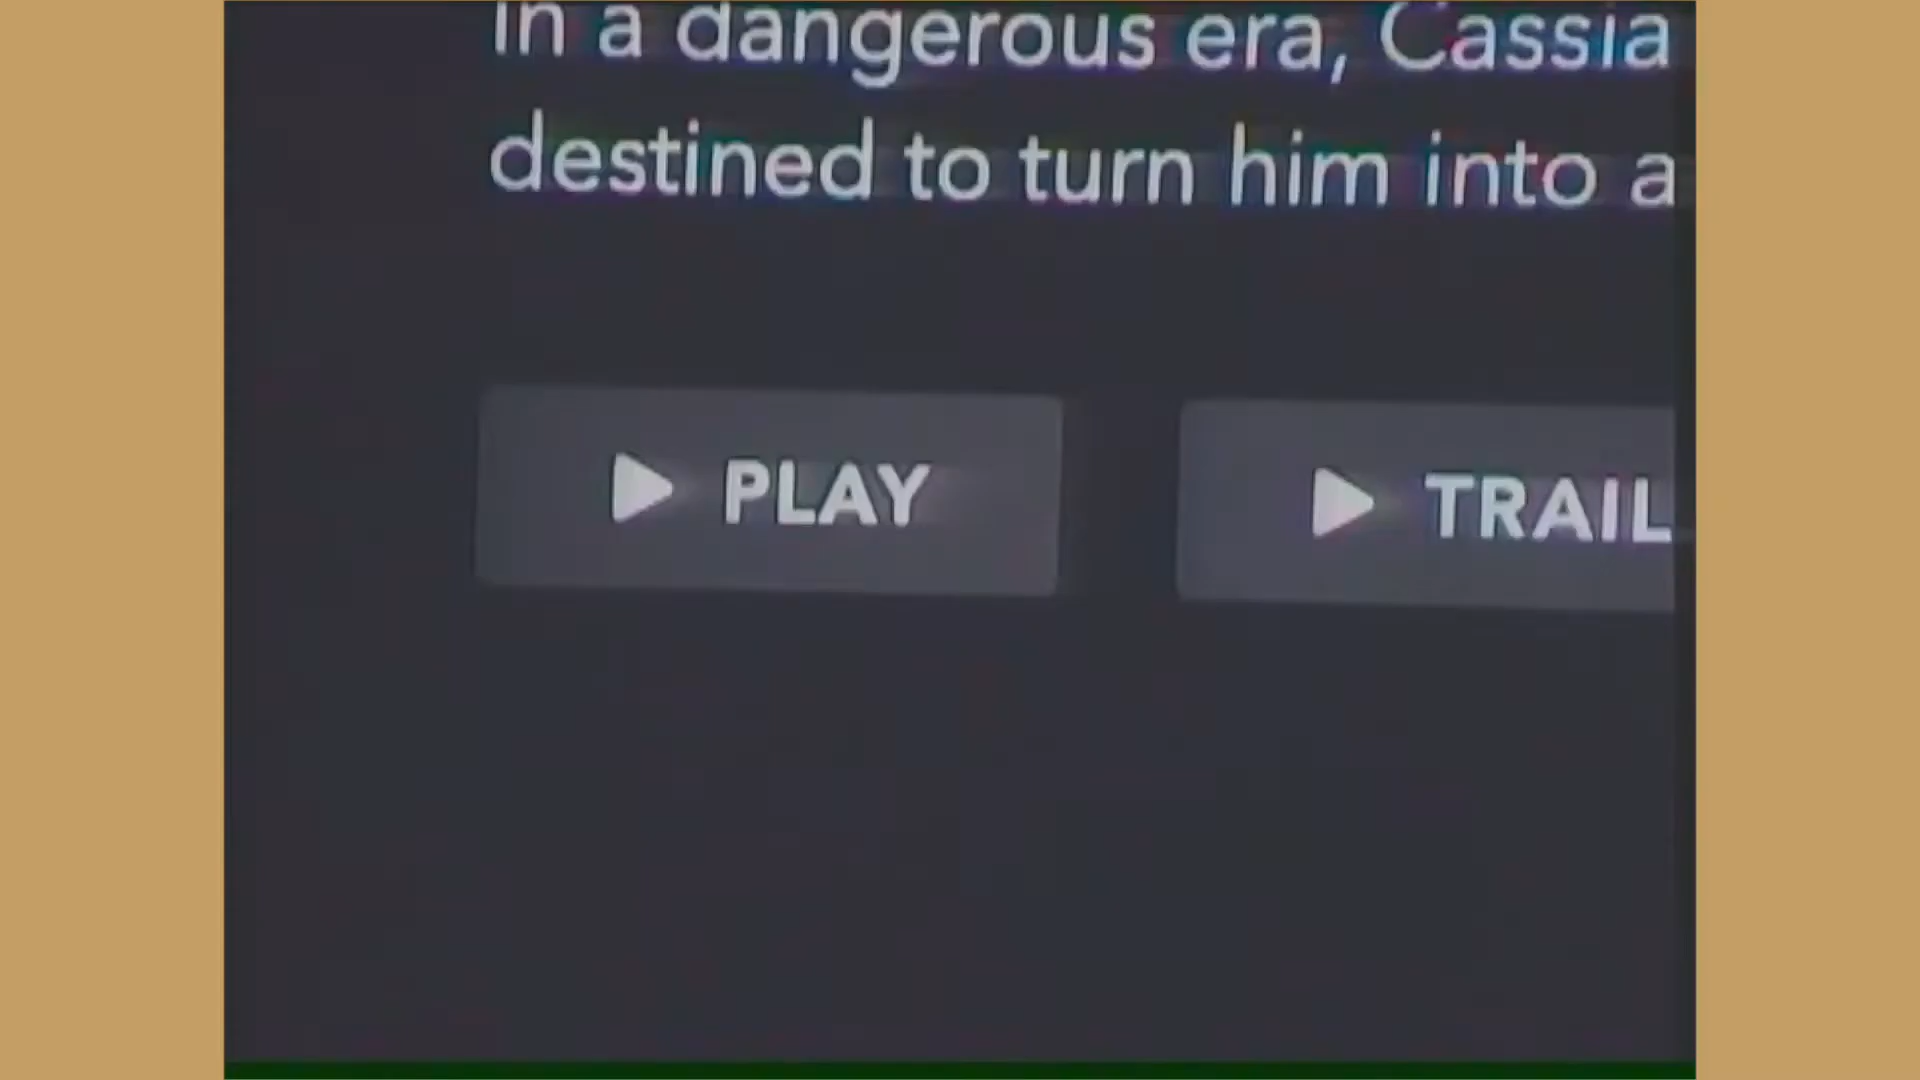 In a dangerous era, Cassia
destined to turn him into a
PLAY
TRAIL